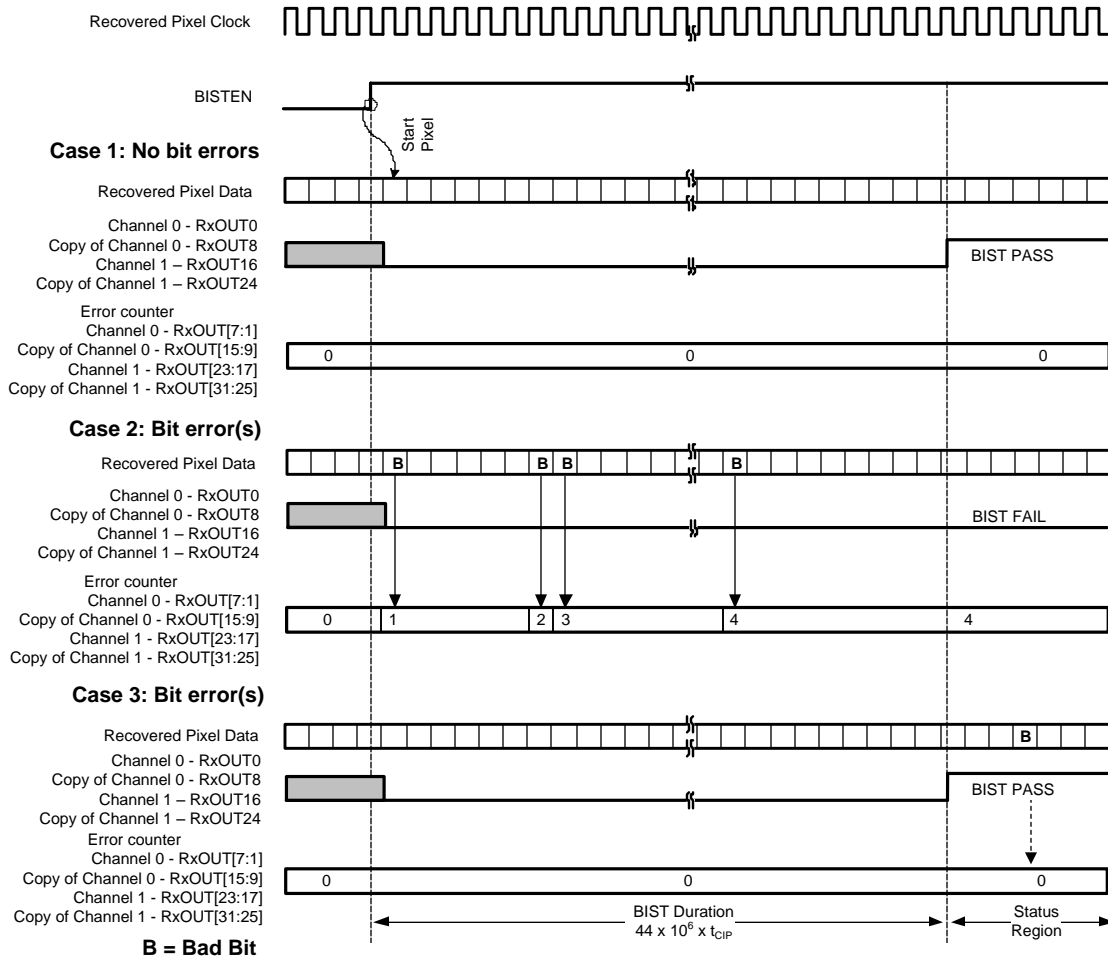 Recovered Pixel Clock
BISTEN
Start
Pixel
Case 1: No bit errors
Recovered Pixel Data
Channel 0 - RxOUT0
Copy of Channel 0 - RxOUT8
Channel 1 – RxOUT16
Copy of Channel 1 – RxOUT24
BIST PASS
Error counter
Channel 0 - RxOUT[7:1]
Copy of Channel 0 - RxOUT[15:9]
Channel 1 - RxOUT[23:17]
Copy of Channel 1 - RxOUT[31:25]
0 0 0
Case 2: Bit error(s)
Recovered Pixel Data
B B B B
Channel 0 - RxOUT0
Copy of Channel 0 - RxOUT8
Channel 1 – RxOUT16
Copy of Channel 1 – RxOUT24
BIST FAIL
Error counter
Channel 0 - RxOUT[7:1]
Copy of Channel 0 - RxOUT[15:9]
Channel 1 - RxOUT[23:17]
Copy of Channel 1 - RxOUT[31:25]
0 1 2 3 4 4
Case 3: Bit error(s)
Recovered Pixel Data
B
Channel 0 - RxOUT0
Copy of Channel 0 - RxOUT8
Channel 1 – RxOUT16
Copy of Channel 1 – RxOUT24
BIST PASS
Error counter
Channel 0 - RxOUT[7:1]
Copy of Channel 0 - RxOUT[15:9]
Channel 1 - RxOUT[23:17]
Copy of Channel 1 - RxOUT[31:25]
0 0 0
BIST Duration
44 x 10⁶ x tCIP
Status
Region
B = Bad Bit